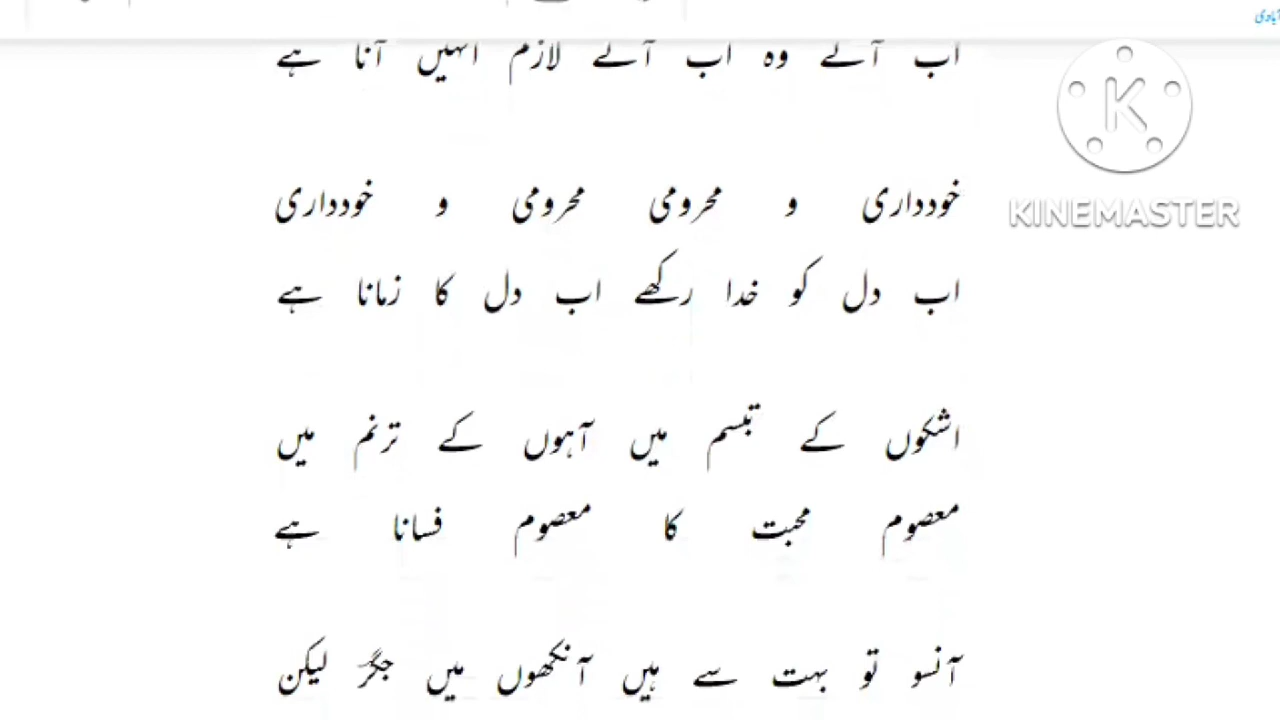 آبادی
اب آئے وہ اب آئے لازم انہیں آنا ہے
KINEMASTER
خودداری و محرومی محرومی و خودداری
اب دل کو خدا رکھے اب دل کا زمانا ہے
اشکوں کے تبسم میں آہوں کے ترنم میں
معصوم محبت کا معصوم فسانا ہے
آنسو تو بہت سے ہیں آنکھوں میں جگرؔ لیکن